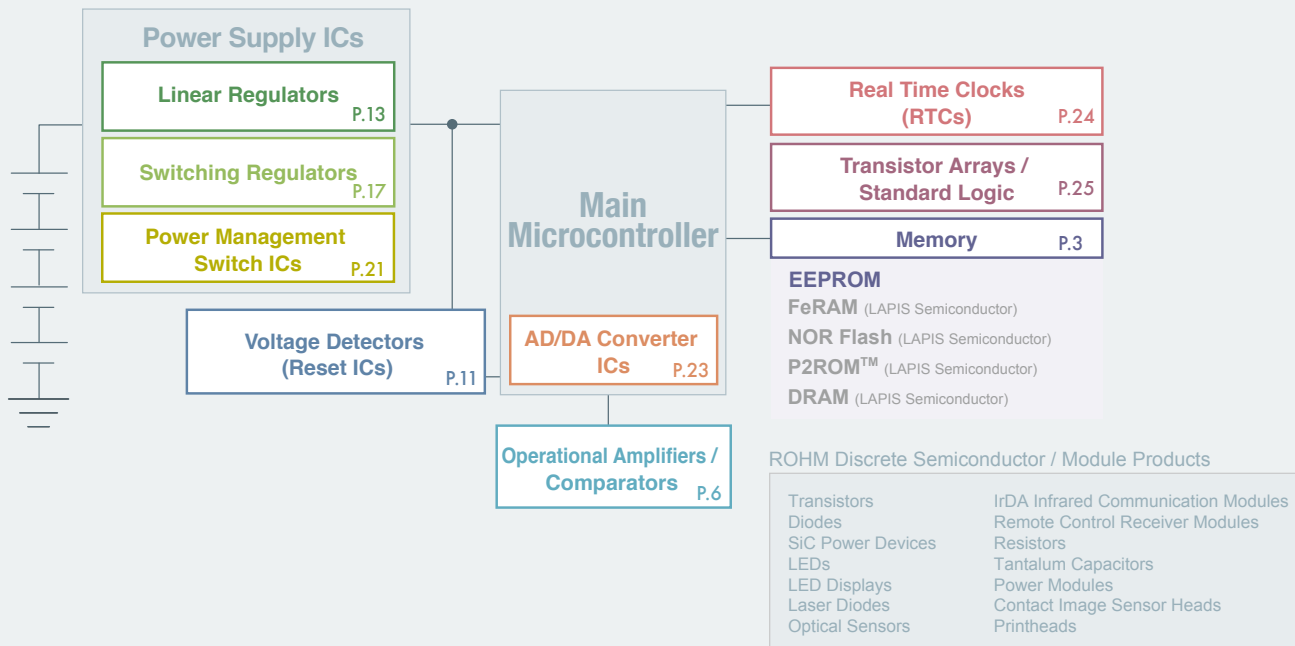 Power Supply ICs
Linear Regulators
P.13
Switching Regulators
P.17
Power Management
Switch ICs
P.21
Voltage Detectors
(Reset ICs)
P.11
Main
Microcontroller
AD/DA Converter
ICs
P.23
Operational Amplifiers /
Comparators
P.6
Real Time Clocks
(RTCs)
P.24
Transistor Arrays /
Standard Logic
P.25
Memory
P.3
EEPROM
FeRAM (LAPIS Semiconductor)
NOR Flash (LAPIS Semiconductor)
P2ROM™ (LAPIS Semiconductor)
DRAM (LAPIS Semiconductor)
ROHM Discrete Semiconductor / Module Products
Transistors
Diodes
SiC Power Devices
LEDs
LED Displays
Laser Diodes
Optical Sensors
IrDA Infrared Communication Modules
Remote Control Receiver Modules
Resistors
Tantalum Capacitors
Power Modules
Contact Image Sensor Heads
Printheads